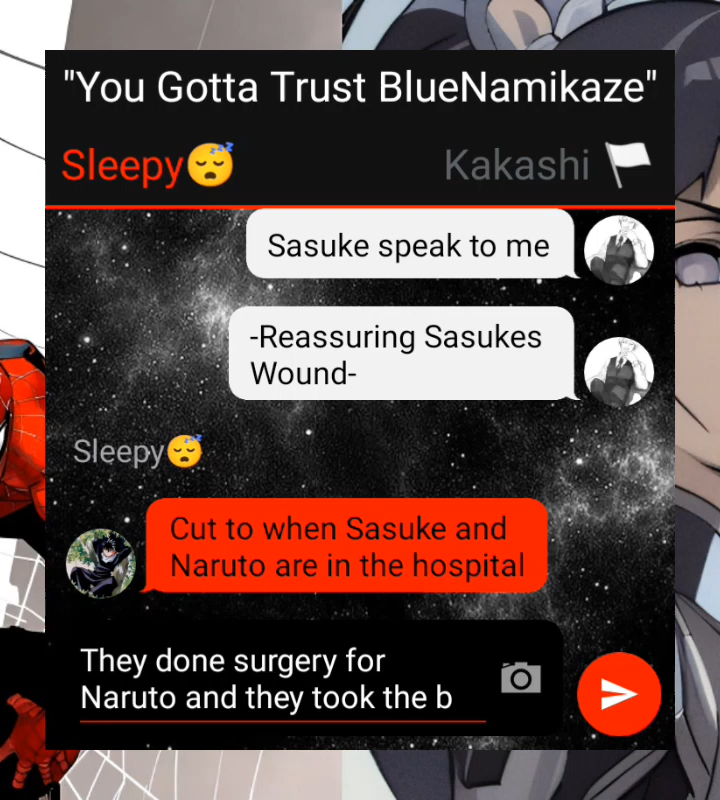 "You Gotta Trust BlueNamikaze"
Sleepy😴 Kakashi 🏳
Sasuke speak to me
-Reassuring Sasukes
Wound-
Sleepy😴
Cut to when Sasuke and
Naruto are in the hospital
They done surgery for
Naruto and they took the b